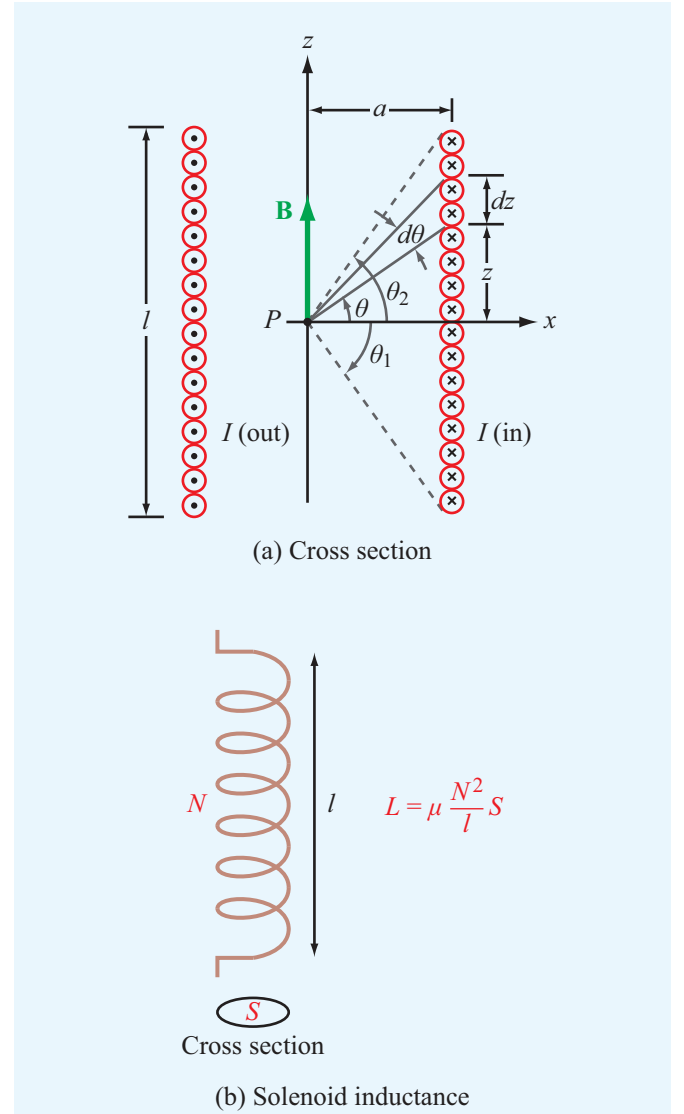 z
a
B
dz
dθ
l
z
θ₂
P
θ
x
θ₁
I (out)
I (in)
(a) Cross section
N
l
L = μ N²/l S
S
Cross section
(b) Solenoid inductance